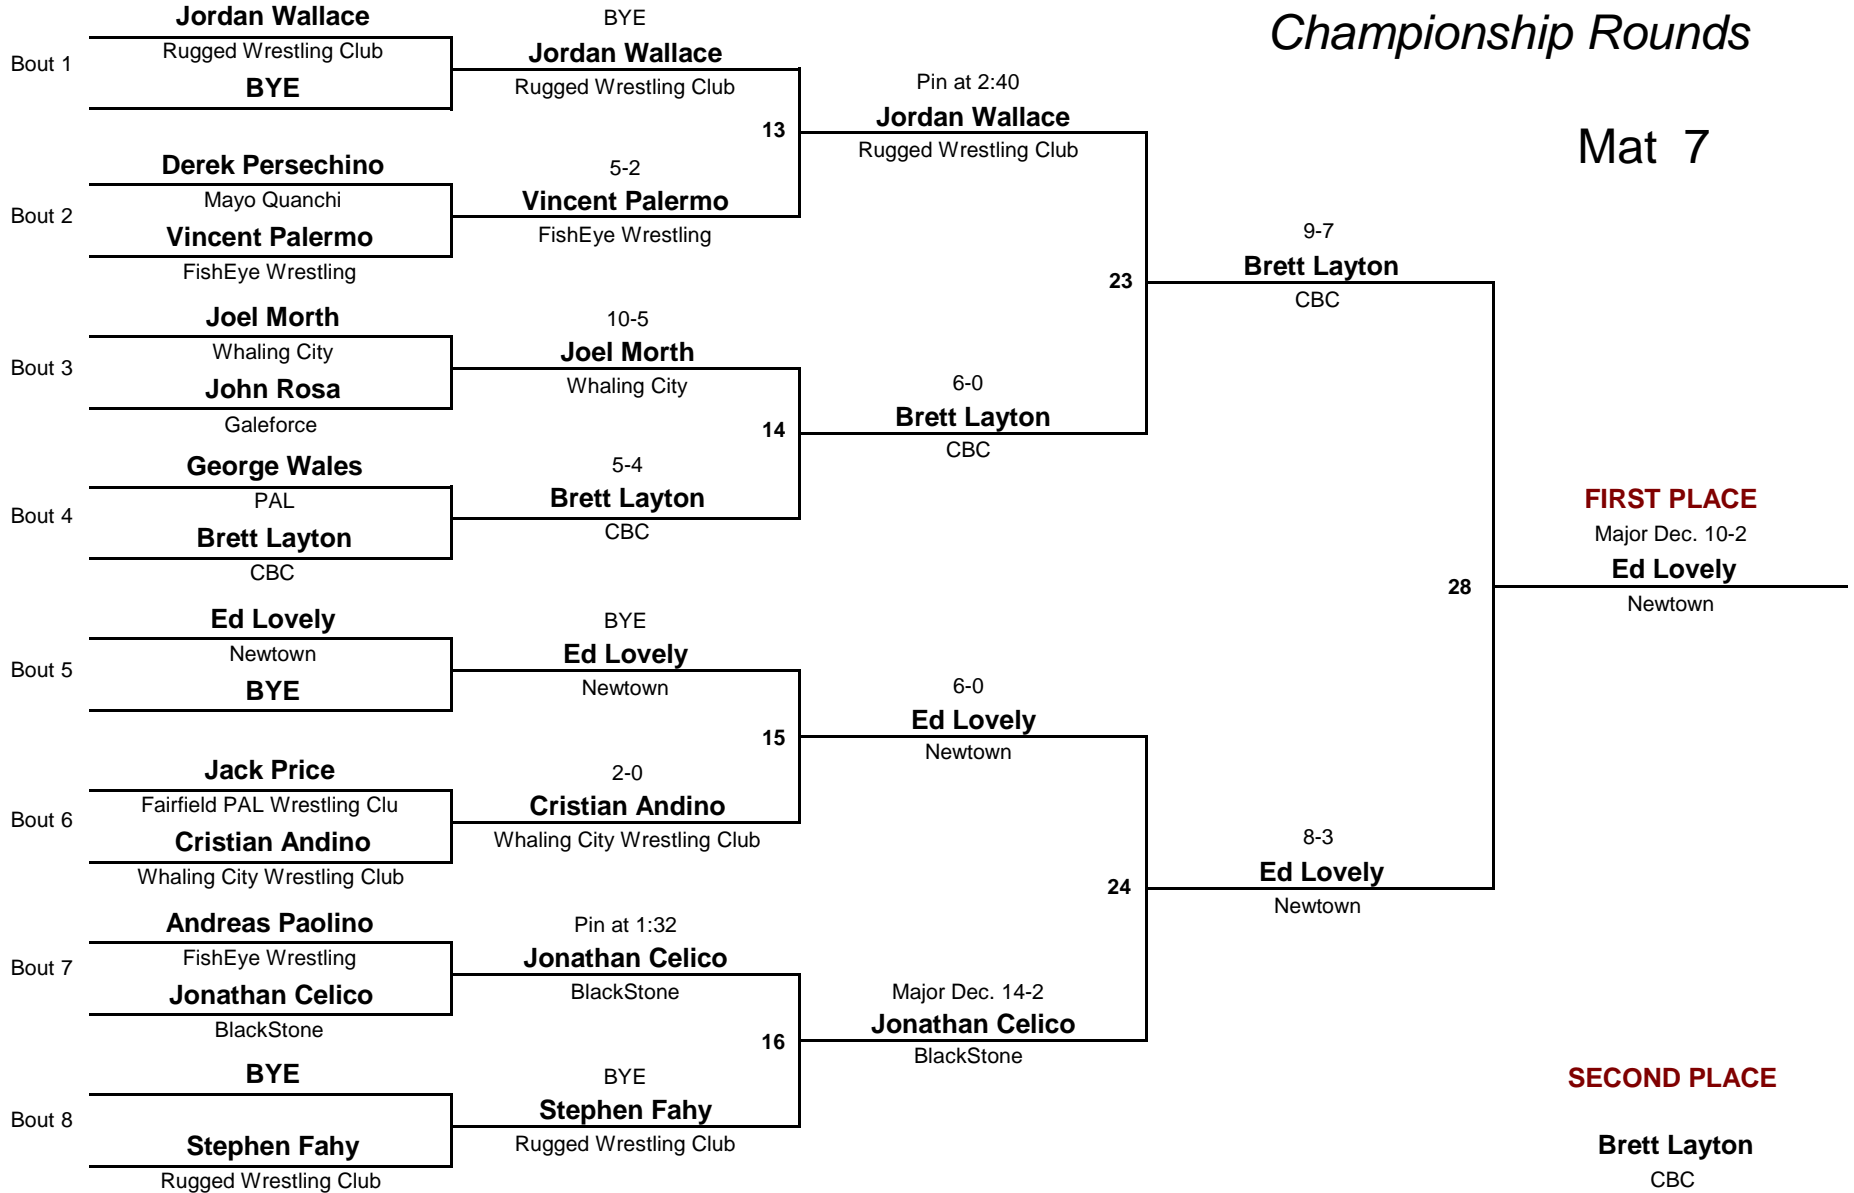 Championship Rounds
Mat 7
Bout 1
Jordan Wallace
Rugged Wrestling Club
BYE
Bout 2
Derek Persechino
Mayo Quanchi
Vincent Palermo
FishEye Wrestling
Bout 3
Joel Morth
Whaling City
John Rosa
Galeforce
Bout 4
George Wales
PAL
Brett Layton
CBC
Bout 5
Ed Lovely
Newtown
BYE
Bout 6
Jack Price
Fairfield PAL Wrestling Clu
Cristian Andino
Whaling City Wrestling Club
Bout 7
Andreas Paolino
FishEye Wrestling
Jonathan Celico
BlackStone
Bout 8
BYE
Stephen Fahy
Rugged Wrestling Club
BYE
Jordan Wallace
Rugged Wrestling Club
13
5-2
Vincent Palermo
FishEye Wrestling
10-5
Joel Morth
Whaling City
14
5-4
Brett Layton
CBC
BYE
Ed Lovely
Newtown
15
2-0
Cristian Andino
Whaling City Wrestling Club
Pin at 1:32
Jonathan Celico
BlackStone
16
BYE
Stephen Fahy
Rugged Wrestling Club
Pin at 2:40
Jordan Wallace
Rugged Wrestling Club
23
6-0
Brett Layton
CBC
6-0
Ed Lovely
Newtown
24
Major Dec. 14-2
Jonathan Celico
BlackStone
9-7
Brett Layton
CBC
28
8-3
Ed Lovely
Newtown
FIRST PLACE
Major Dec. 10-2
Ed Lovely
Newtown
SECOND PLACE
Brett Layton
CBC